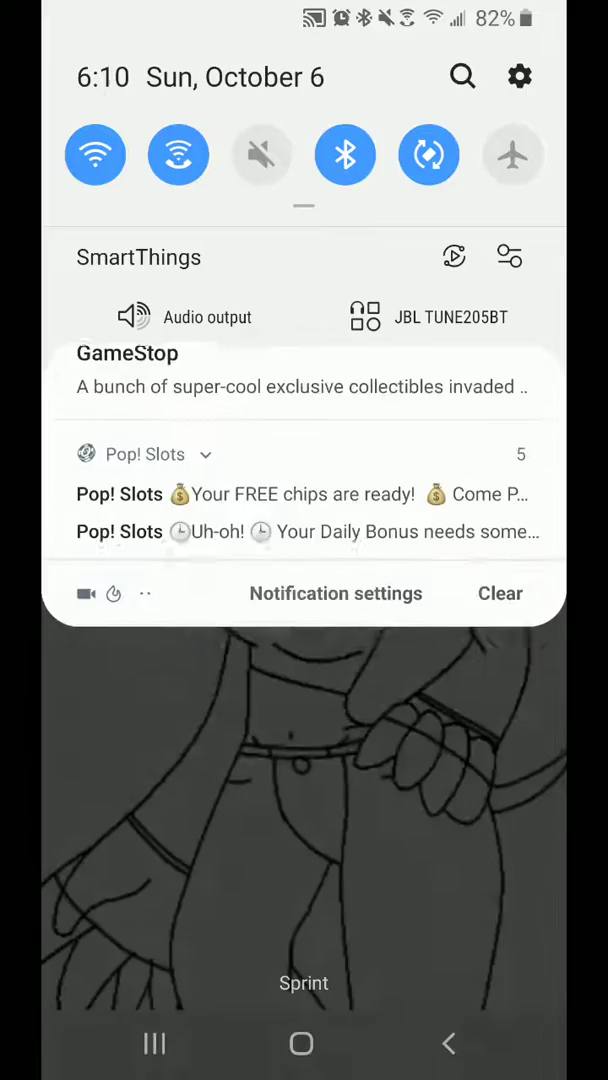 82%
6:10 Sun, October 6
SmartThings
Audio output JBL TUNE205BT
GameStop
A bunch of super-cool exclusive collectibles invaded ..
Pop! Slots 5
Pop! Slots 💰Your FREE chips are ready! 💰 Come P...
Pop! Slots 🕒Uh-oh! 🕒 Your Daily Bonus needs some...
Notification settings Clear
Sprint